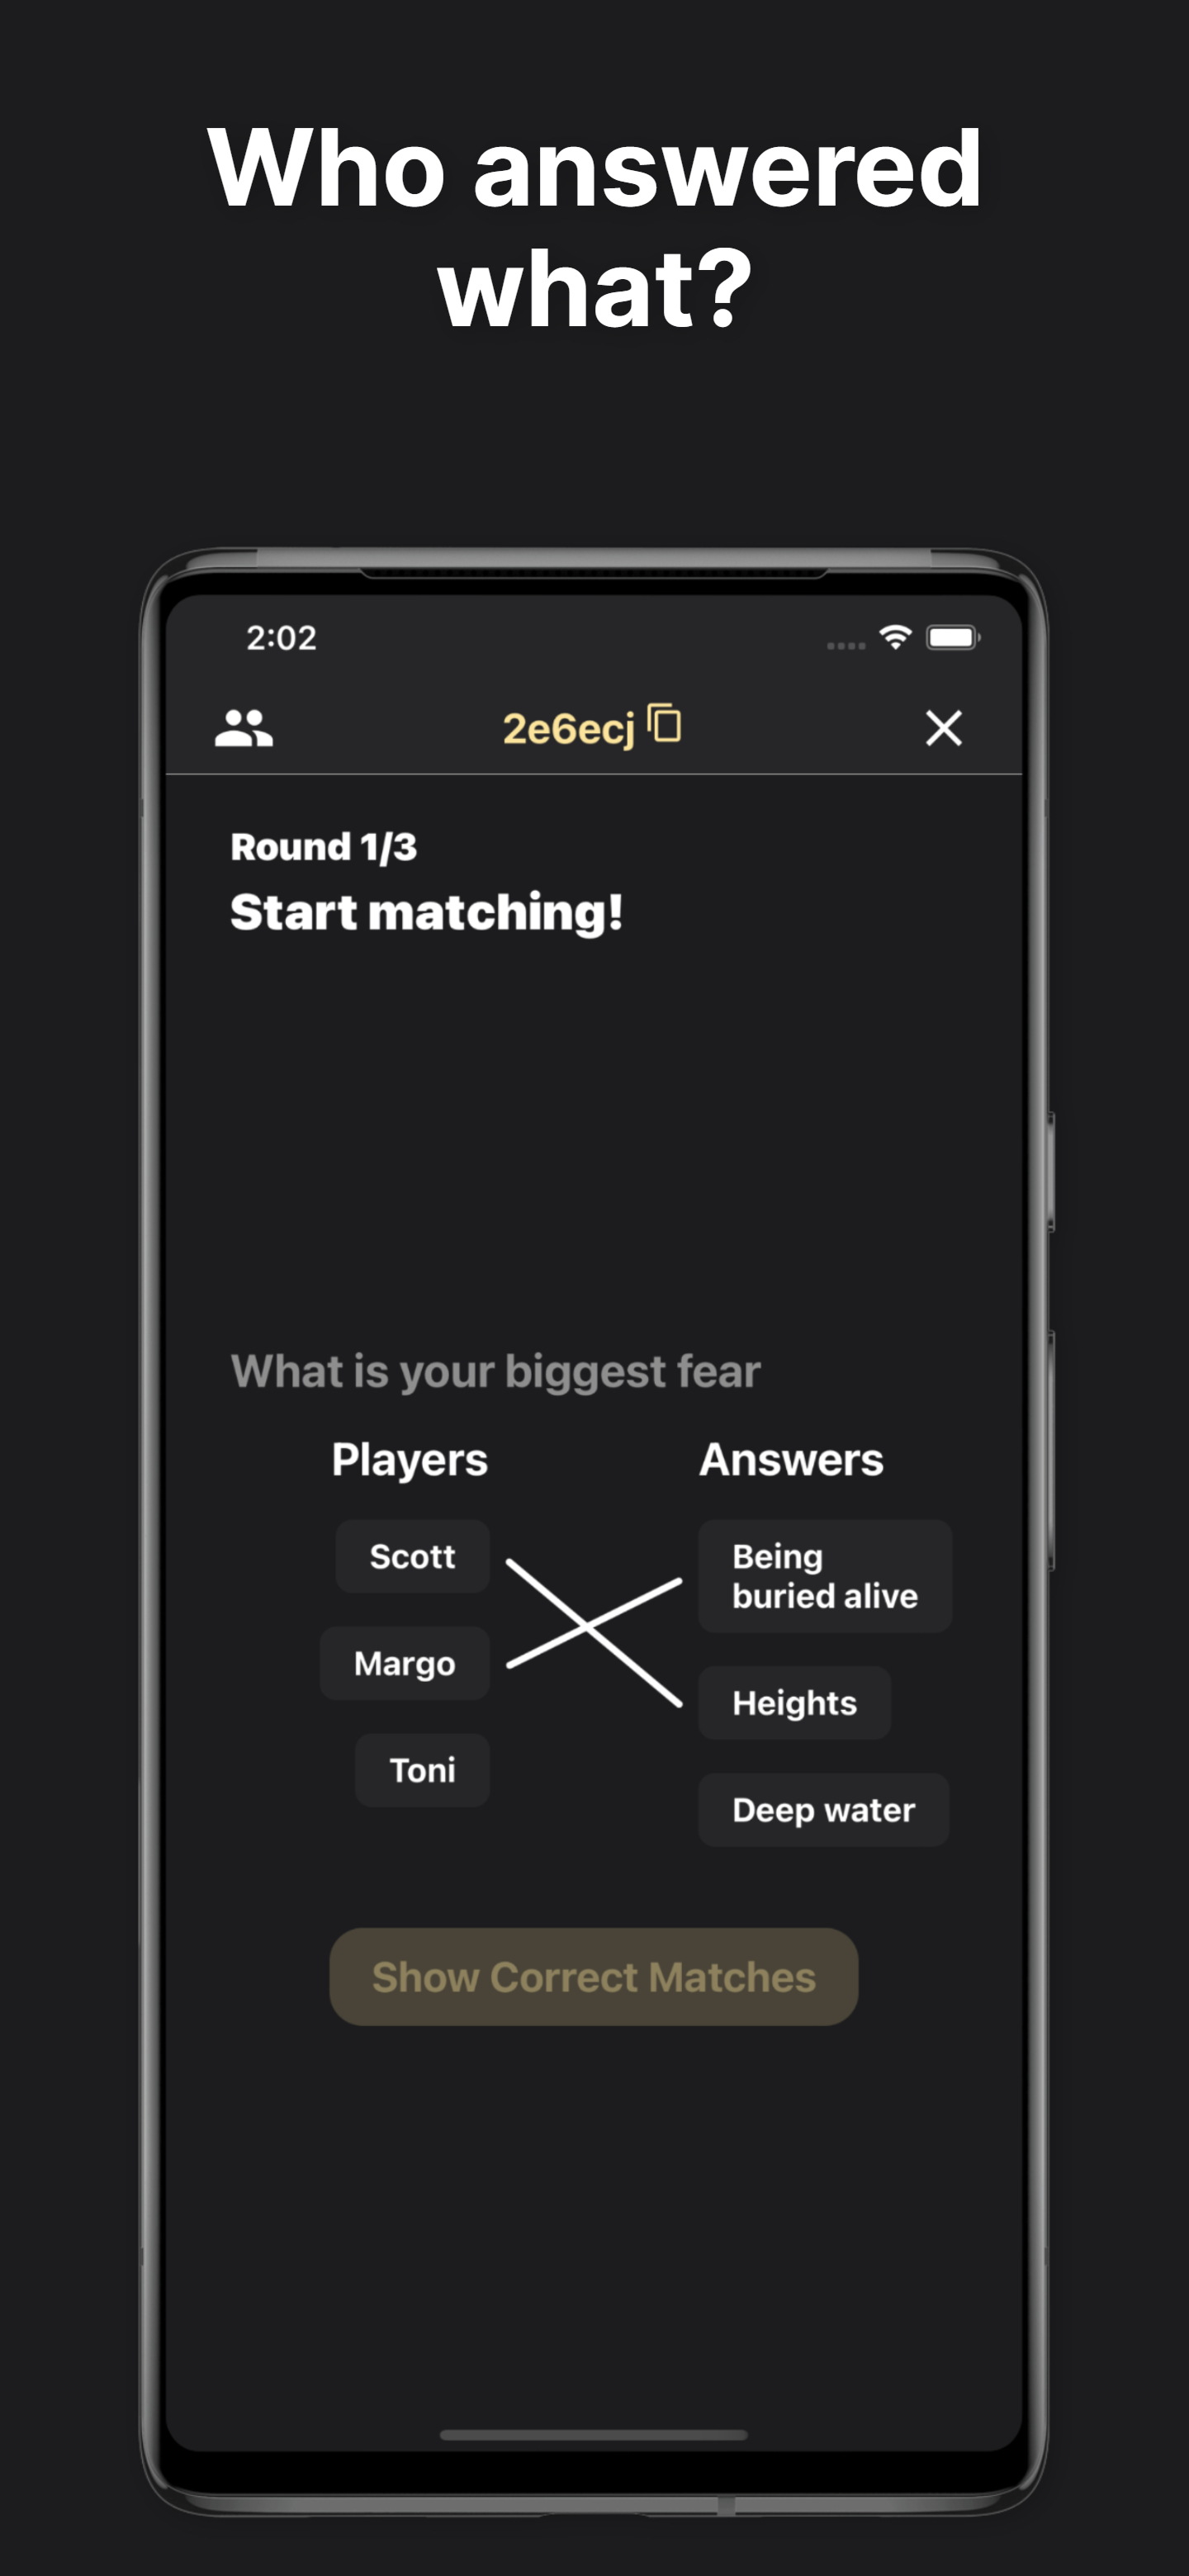 Who answered
what?
2:02
2e6ecj
Round 1/3
Start matching!
What is your biggest fear
Players
Answers
Scott
Being
buried alive
Margo
Heights
Toni
Deep water
Show Correct Matches